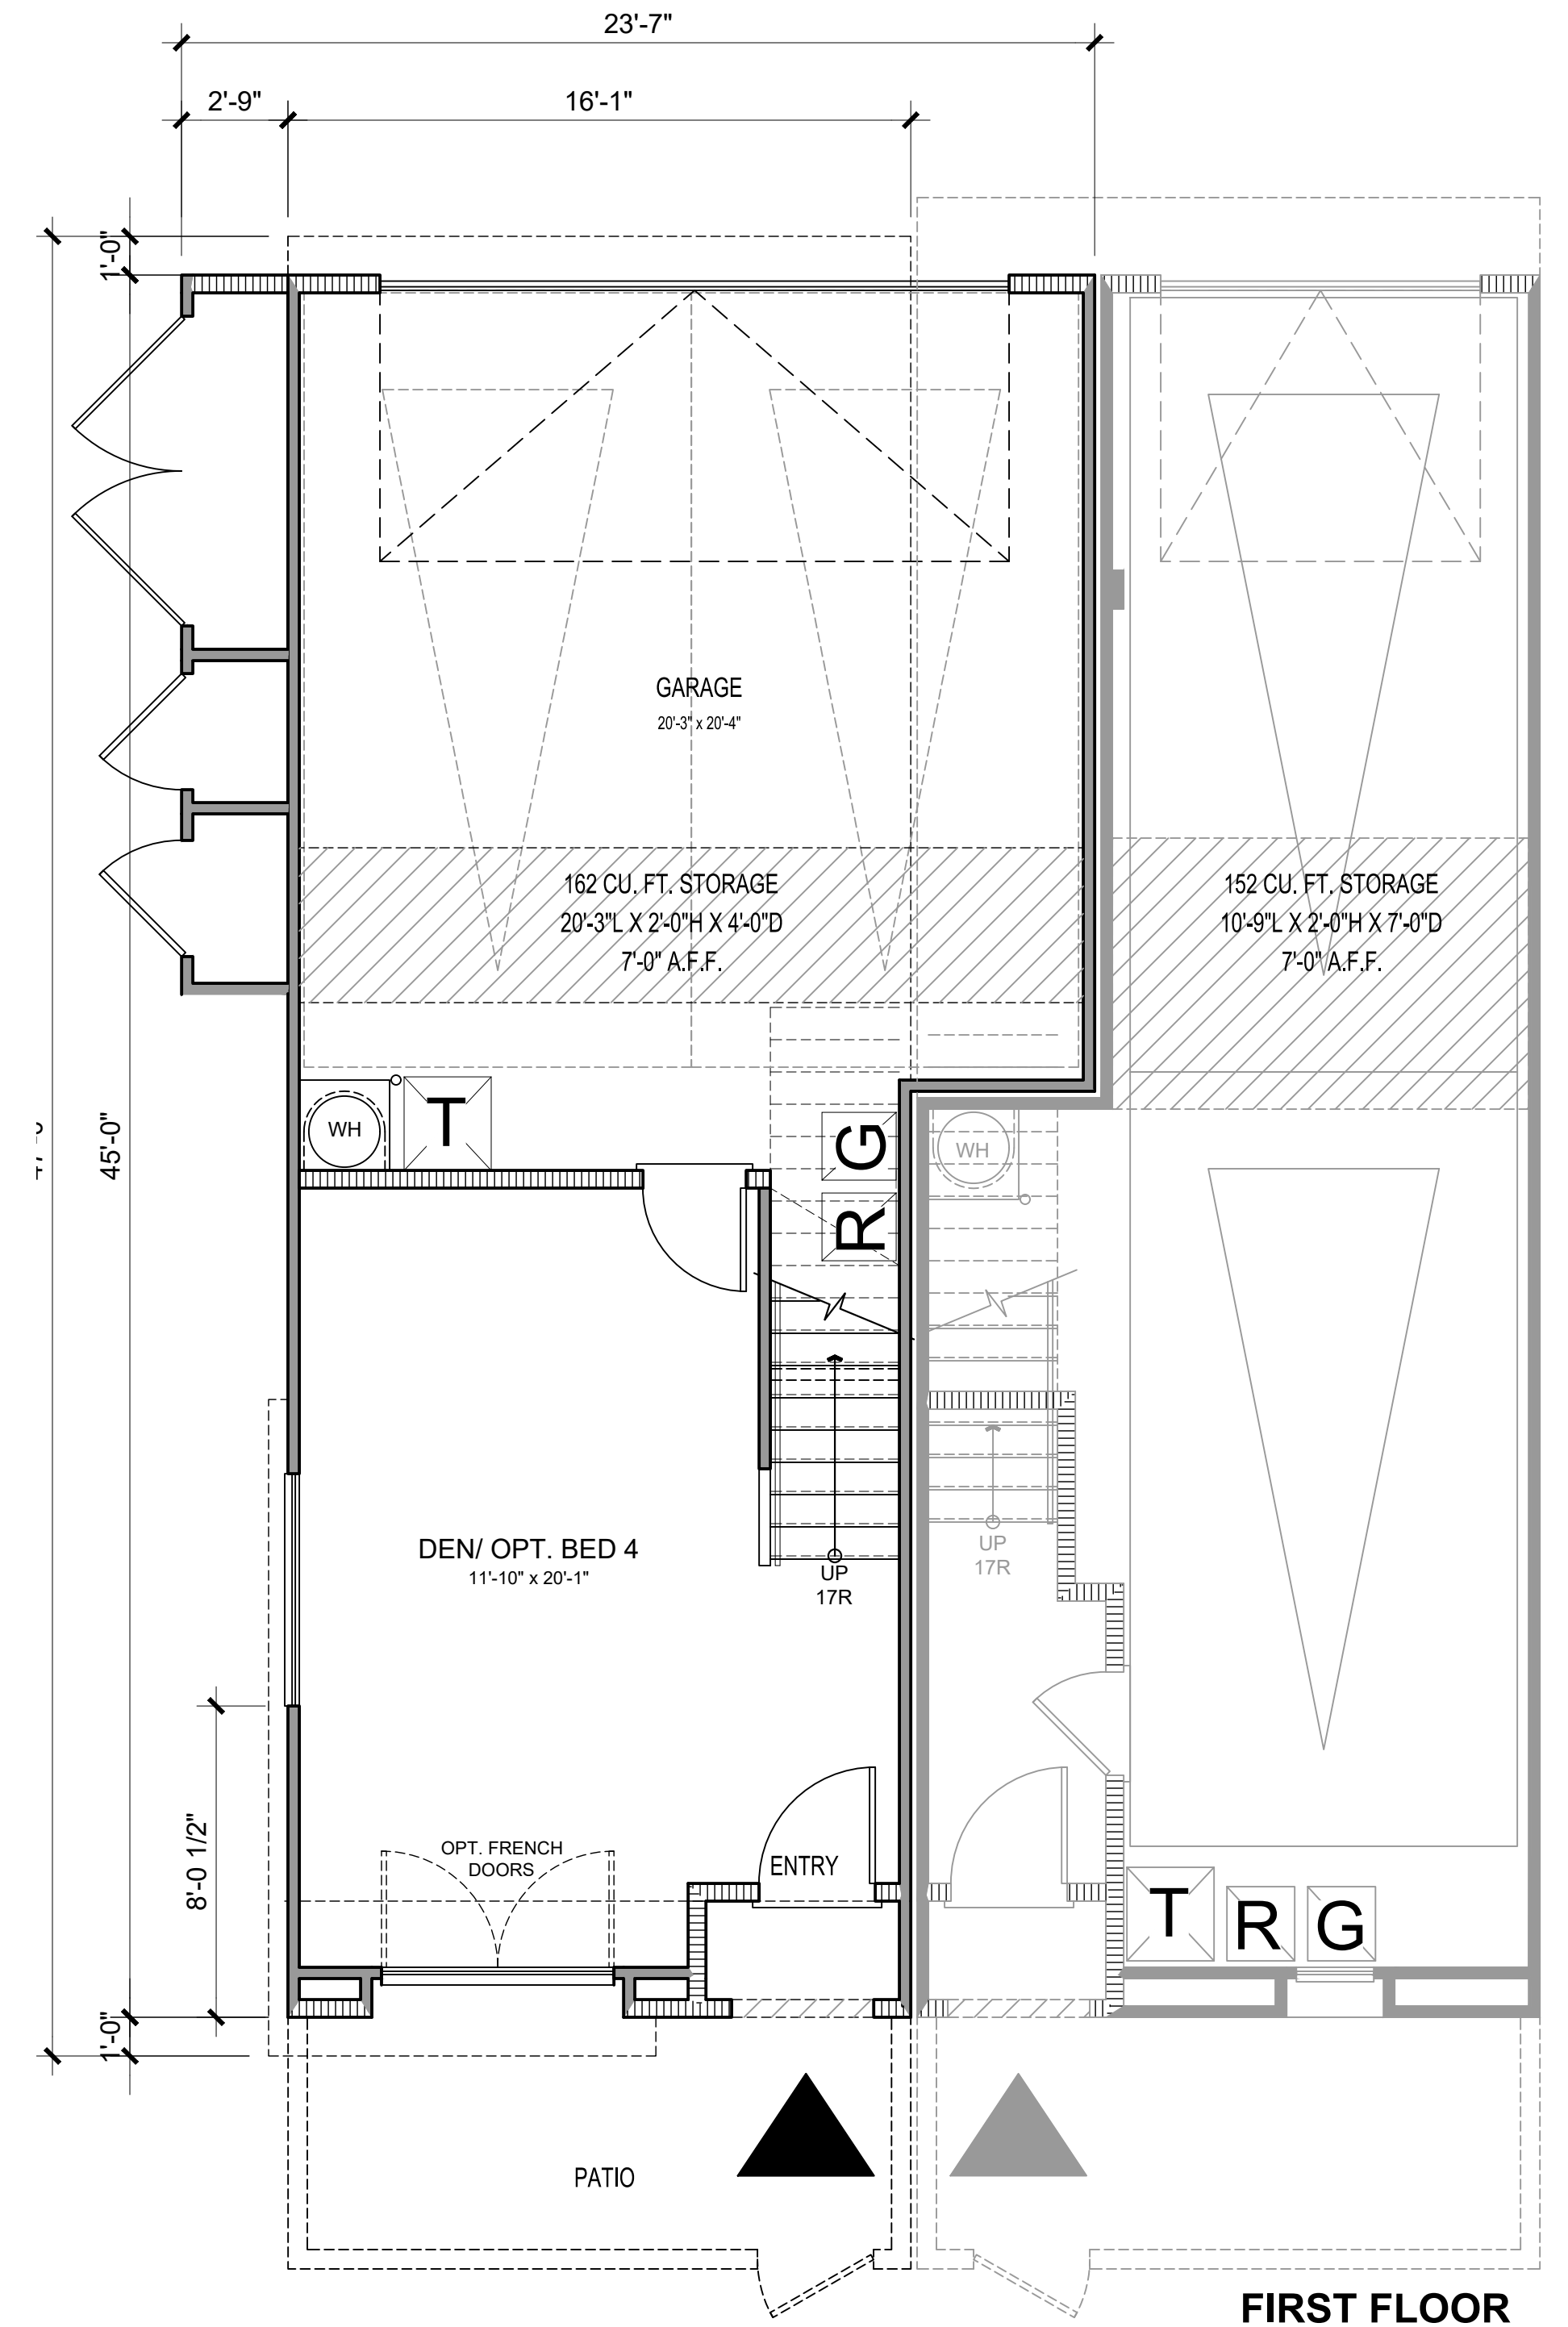 23'-7"
2'-9"
16'-1"
1'-0"
GARAGE
20'-3" x 20'-4"
162 CU. FT. STORAGE
20'-3"L X 2'-0"H X 4'-0"D
7'-0" A.F.F.
152 CU. FT. STORAGE
10'-9"L X 2'-0"H X 7'-0"D
7'-0" A.F.F.
45'-0"
WH
T
G
R
WH
DEN/ OPT. BED 4
11'-10" x 20'-1"
UP
17R
UP
17R
8'-0 1/2"
OPT. FRENCH
DOORS
ENTRY
T
R
G
1'-0"
PATIO
FIRST FLOOR